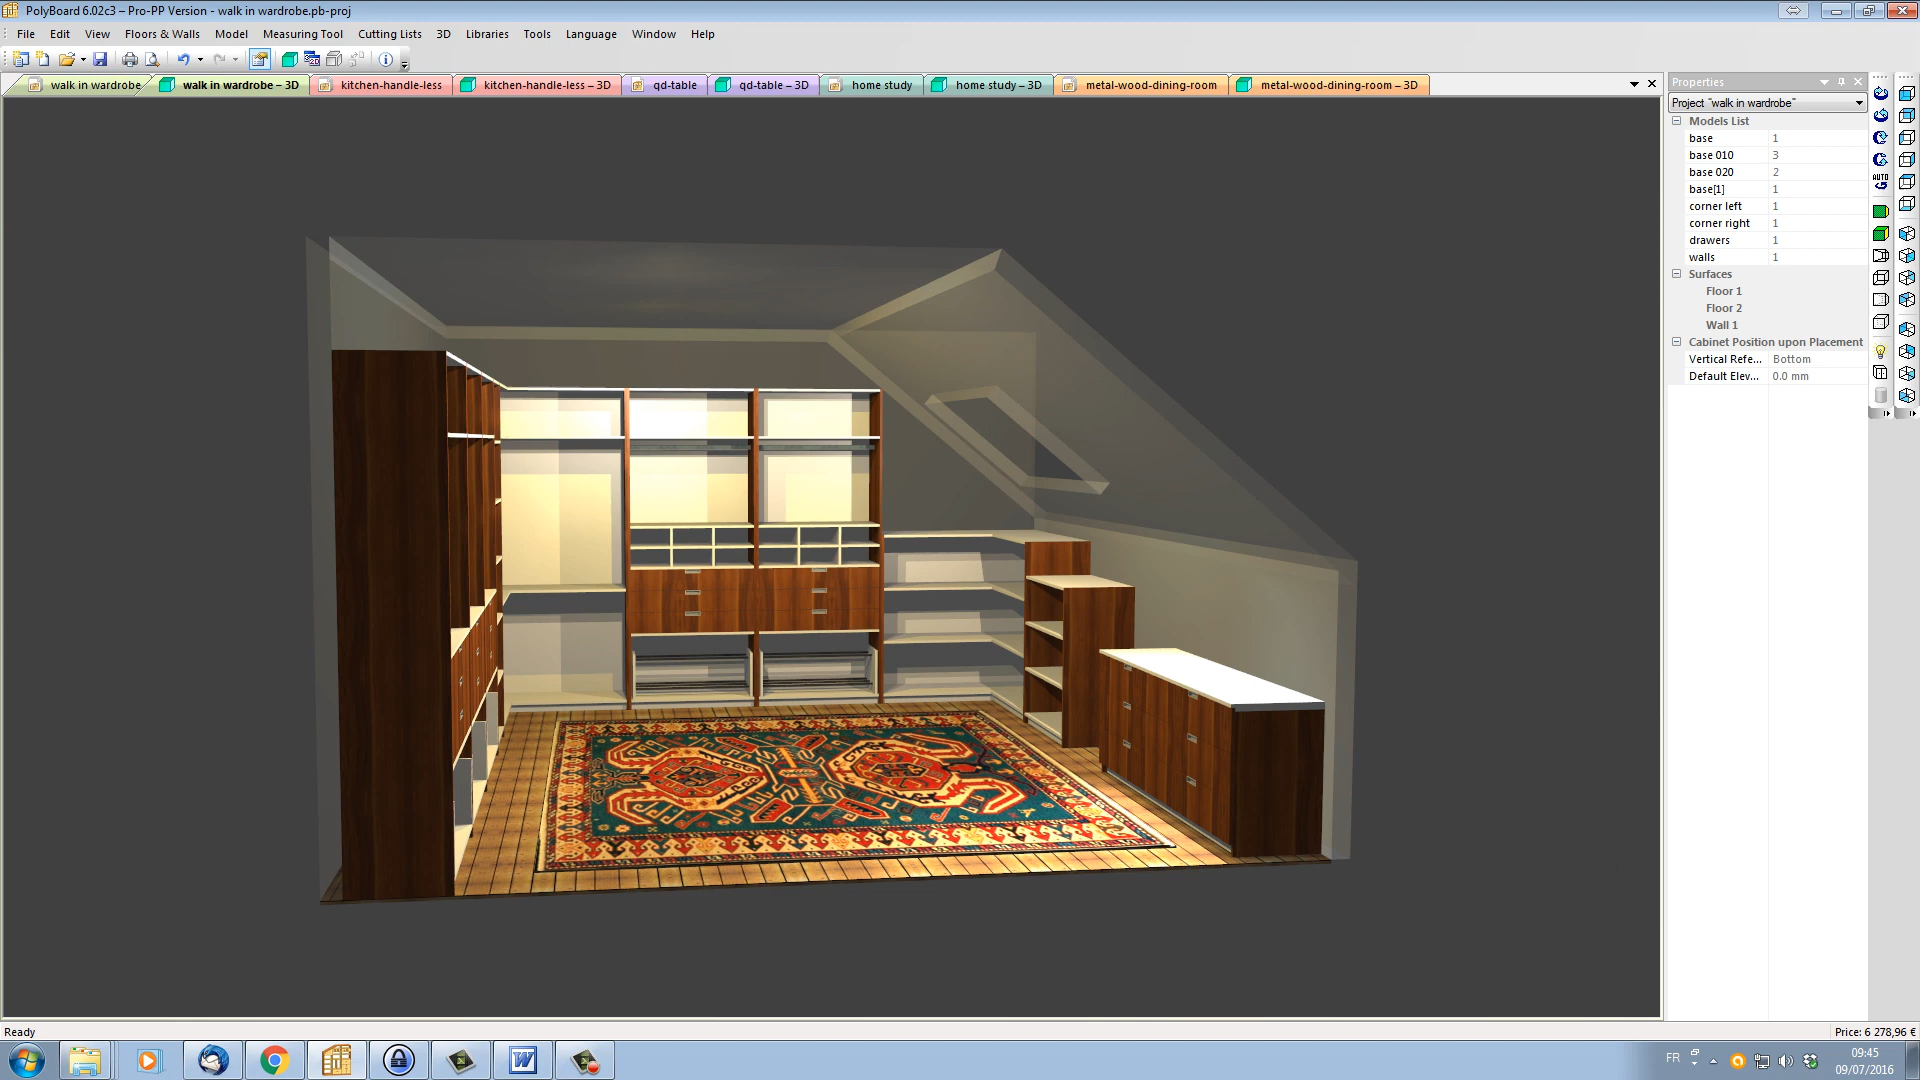 PolyBoard 6.02c3 – Pro-PP Version - walk in wardrobe.pb-proj
File Edit View Floors & Walls Model Measuring Tool Cutting Lists 3D Libraries Tools Language Window Help
walk in wardrobe walk in wardrobe – 3D kitchen-handle-less kitchen-handle-less – 3D qd-table qd-table – 3D home study home study – 3D metal-wood-dining-room metal-wood-dining-room – 3D
Properties
Project "walk in wardrobe"
Models List
base 1
base 010 3
base 020 2
base[1] 1
corner left 1
corner right 1
drawers 1
walls 1
Surfaces
Floor 1
Floor 2
Wall 1
Cabinet Position upon Placement
Vertical Refe... Bottom
Default Elev... 0.0 mm
AUTO
Ready
Price: 6 278,96 €
FR
09:45
09/07/2016